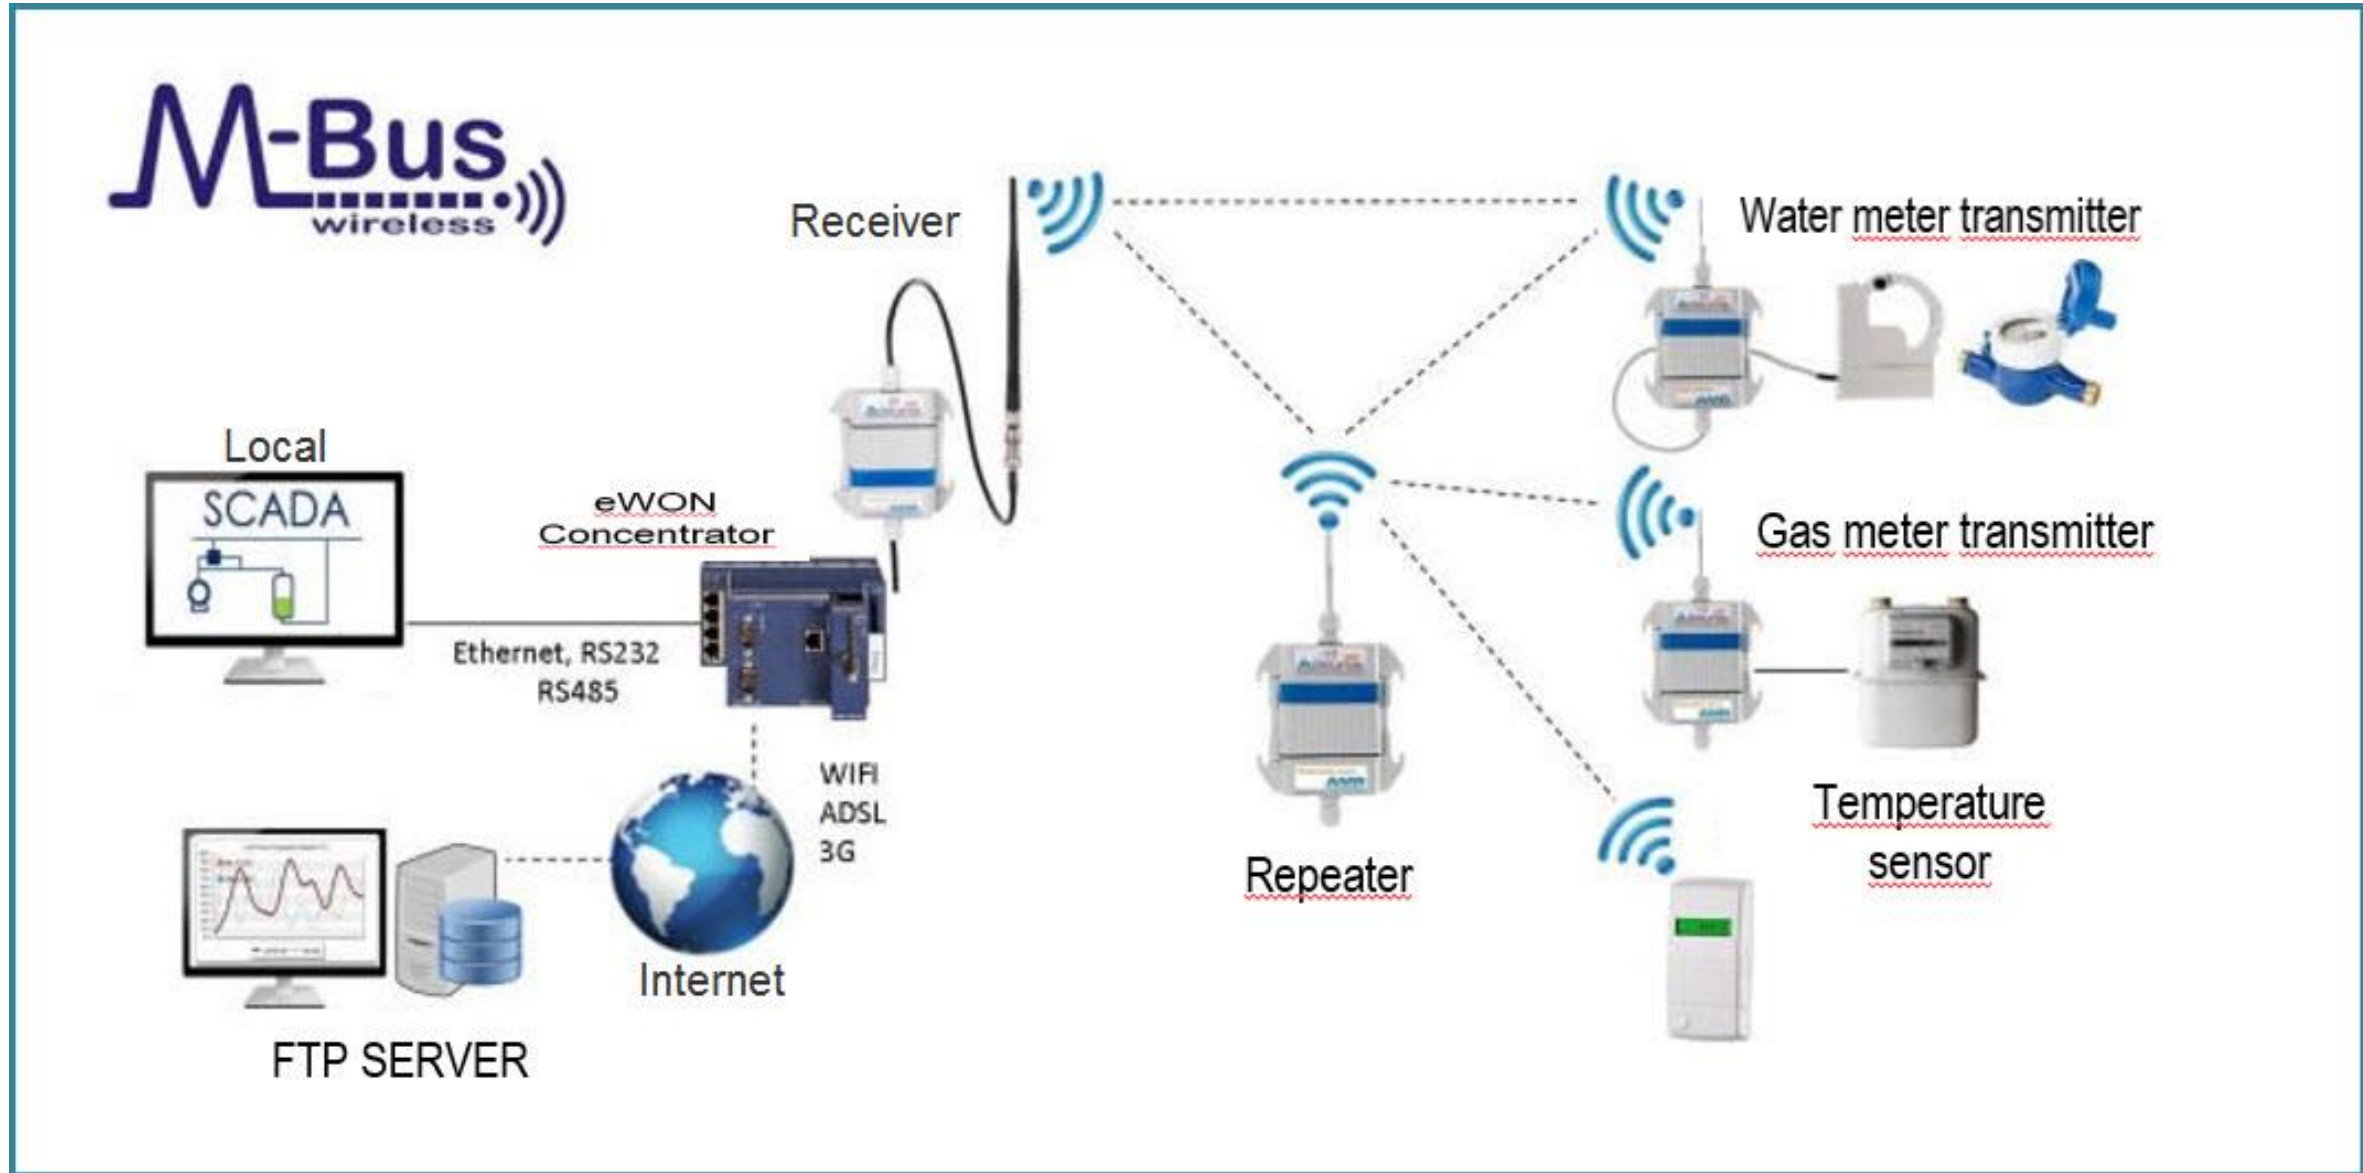 M-Bus
wireless
Receiver
Water meter transmitter
Local
SCADA
eWON
Concentrator
Ethernet, RS232
RS485
Gas meter transmitter
WIFI
ADSL
3G
Temperature
sensor
Repeater
Internet
FTP SERVER